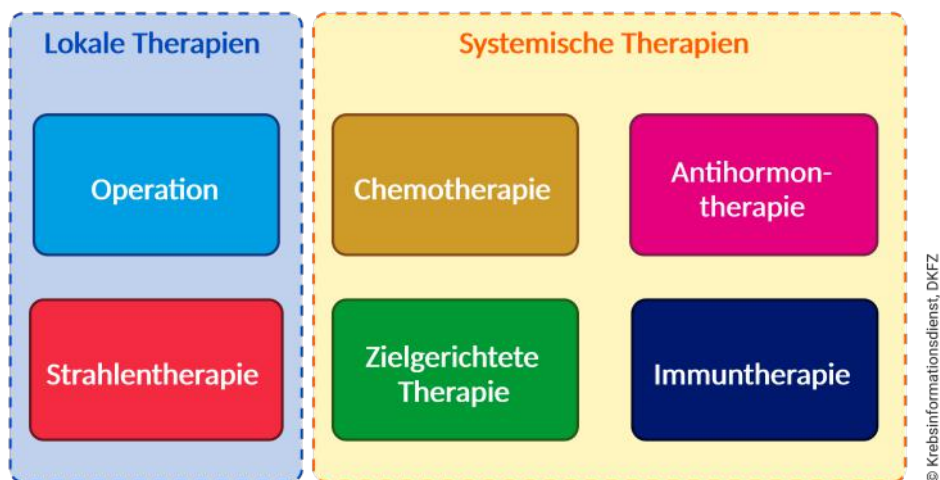 Lokale Therapien
Operation
Strahlentherapie
Systemische Therapien
Chemotherapie
Antihormon-
therapie
Zielgerichtete
Therapie
Immuntherapie
© Krebsinformationsdienst, DKFZ